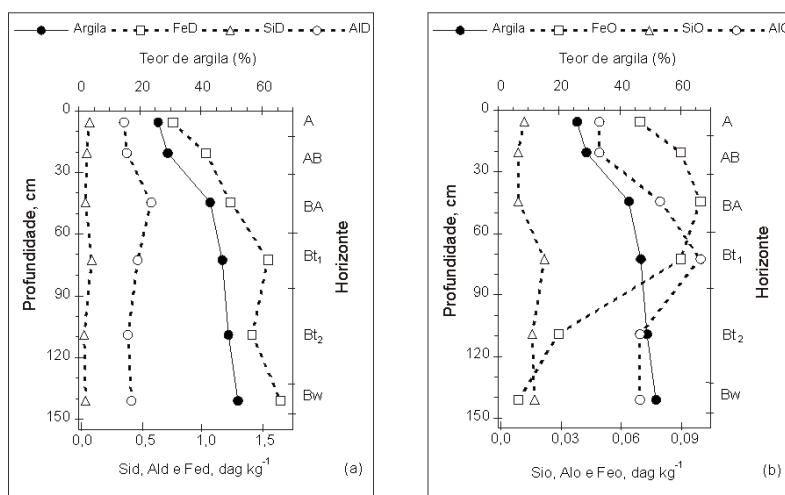 Argila FeD SiD AlD
Teor de argila (%)
0 20 40 60
Profundidade, cm
0
30
60
90
120
150
A
AB
BA
Bt1
Bt2
Bw
Horizonte
0,0 0,5 1,0 1,5
Sid, Ald e Fed, dag kg-1
(a)
Argila FeO SiO AlO
Teor de argila (%)
0 20 40 60
Profundidade, cm
0
30
60
90
120
150
A
AB
BA
Bt1
Bt2
Bw
Horizonte
0,00 0,03 0,06 0,09
Sio, Alo e Feo, dag kg-1
(b)